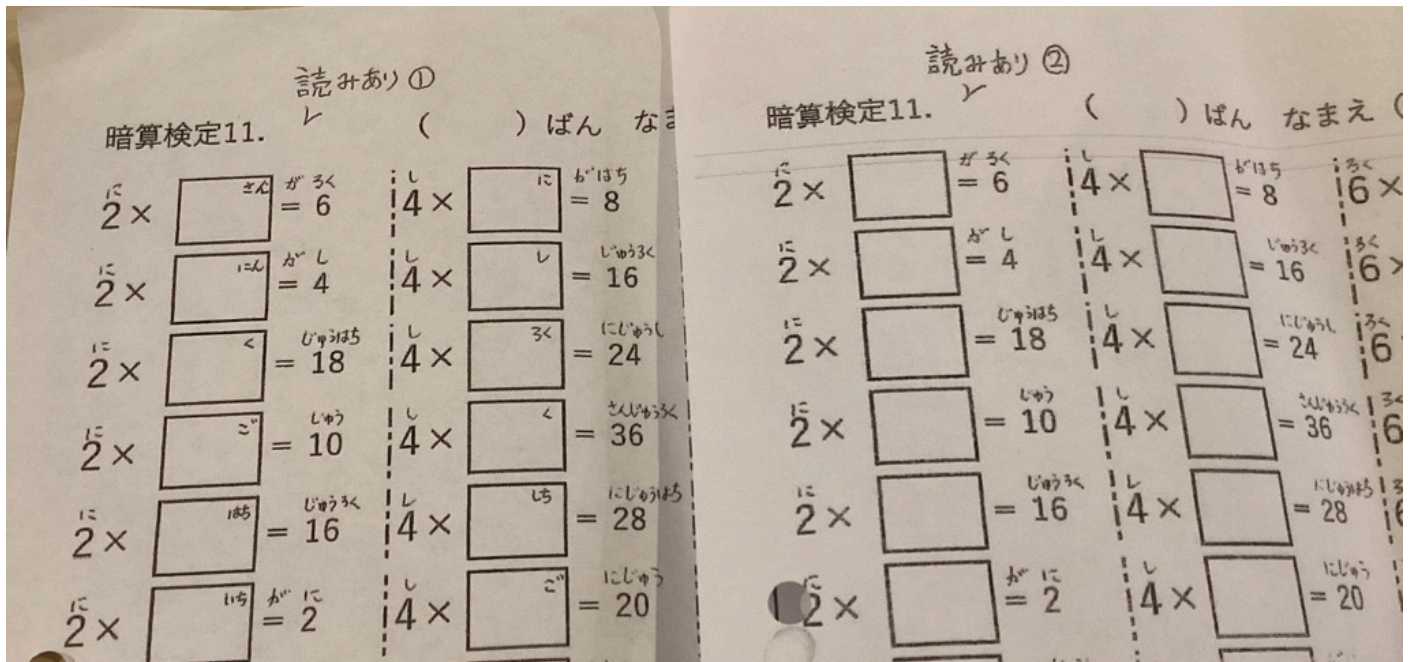 読みあり①
暗算検定11. ( )ばん な
に さん が ろく
2× = 6
し に がはち
4× = 8
に にん が し
2× = 4
し し じゅうろく
4× = 16
に く じゅうはち
2× = 18
し ろく にじゅうし
4× = 24
に ご じゅう
2× = 10
し く さんじゅうろく
4× = 36
に はち じゅうろく
2× = 16
し しち にじゅうはち
4× = 28
に いち が に
2× = 2
し ご にじゅう
4× = 20
読みあり②
暗算検定11. ( )ばん なまえ (
に が ろく
2× = 6
し がはち
4× = 8
ろく
6×
に が し
2× = 4
し じゅうろく
4× = 16
ろく
6×
に じゅうはち
2× = 18
し にじゅうし
4× = 24
ろく
6
に じゅう
2× = 10
し さんじゅうろく
4× = 36
ろく
6
に じゅうろく
2× = 16
し にじゅうはち
4× = 28
に が に
2× = 2
し にじゅう
4× = 20